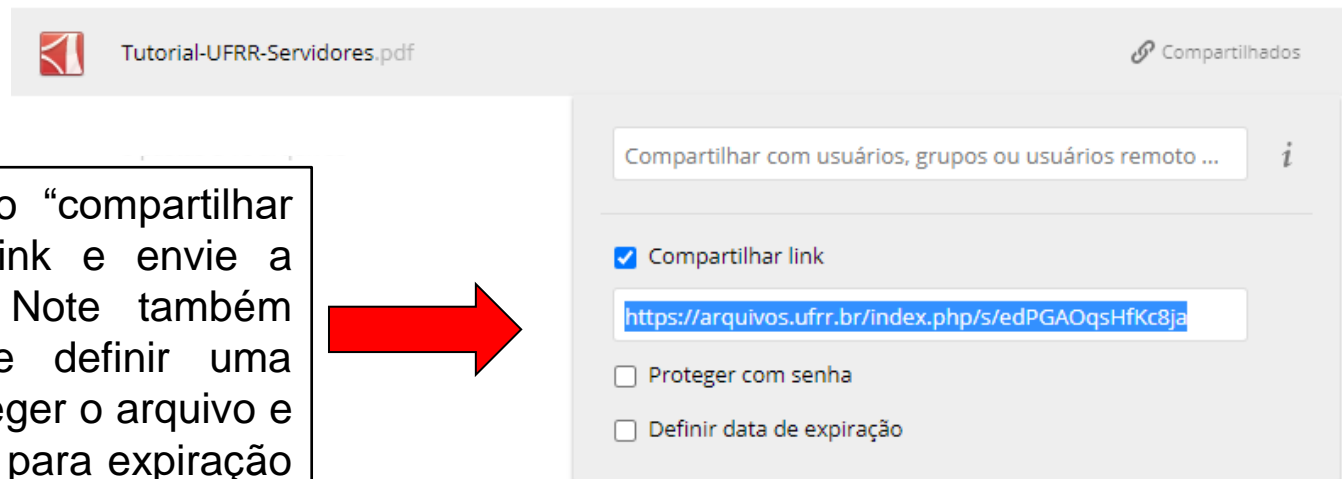 Tutorial-UFRR-Servidores.pdf
Compartilhados
Compartilhar com usuários, grupos ou usuários remoto ...
i
o “compartilhar
ink e envie a
Note também
e definir uma
eger o arquivo e
para expiração
Compartilhar link
https://arquivos.ufrr.br/index.php/s/edPGAOqsHfKc8ja
Proteger com senha
Definir data de expiração